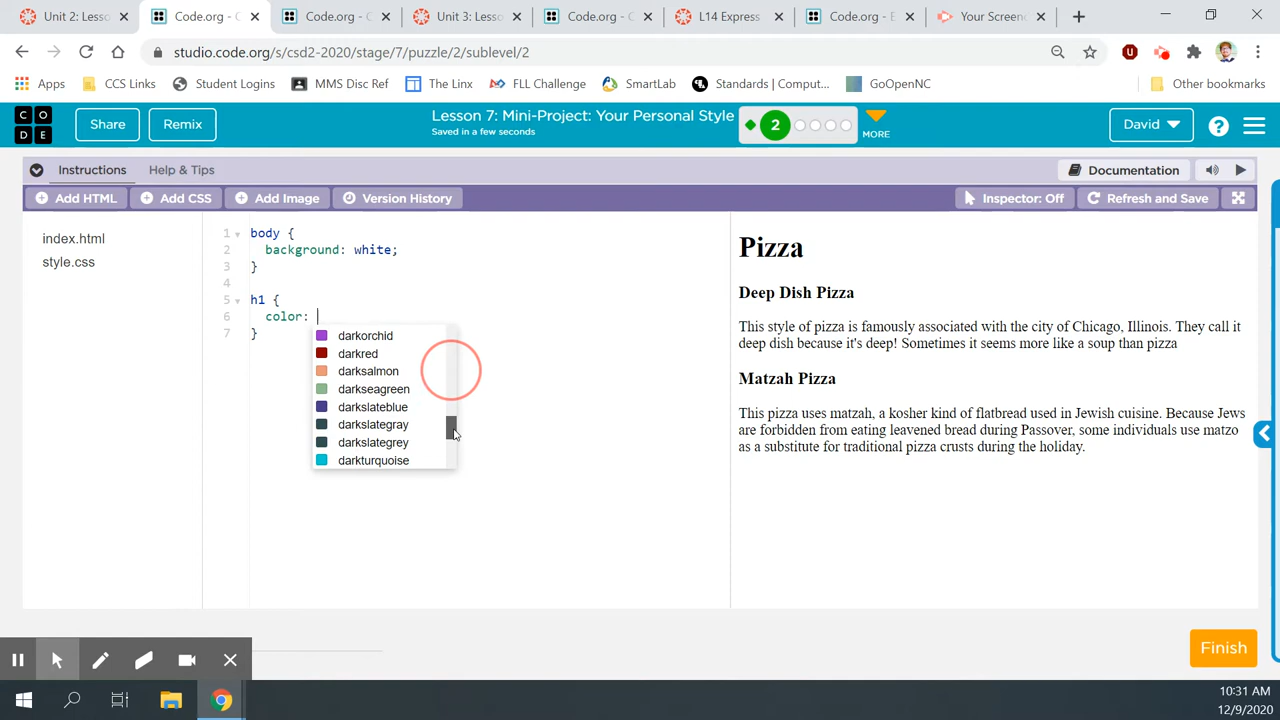 Unit 2: Lesso
Code.org - C
Code.org - C
Unit 3: Lesso
Code.org - C
L14 Express
Code.org - E
Your Screenc
studio.code.org/s/csd2-2020/stage/7/puzzle/2/sublevel/2
Apps
CCS Links
Student Logins
MMS Disc Ref
The Linx
FLL Challenge
SmartLab
Standards | Comput...
GoOpenNC
Other bookmarks
C O
D E
Share
Remix
Lesson 7: Mini-Project: Your Personal Style
Saved in a few seconds
2
MORE
David
Instructions
Help & Tips
Documentation
Add HTML
Add CSS
Add Image
Version History
Inspector: Off
Refresh and Save
index.html
style.css
1 body {
2 background: white;
3 }
4
5 h1 {
6 color:
7 }
darkorchid
darkred
darksalmon
darkseagreen
darkslateblue
darkslategray
darkslategrey
darkturquoise
Pizza
Deep Dish Pizza
This style of pizza is famously associated with the city of Chicago, Illinois. They call it
deep dish because it's deep! Sometimes it seems more like a soup than pizza
Matzah Pizza
This pizza uses matzah, a kosher kind of flatbread used in Jewish cuisine. Because Jews
are forbidden from eating leavened bread during Passover, some individuals use matzo
as a substitute for traditional pizza crusts during the holiday.
Finish
10:31 AM
12/9/2020